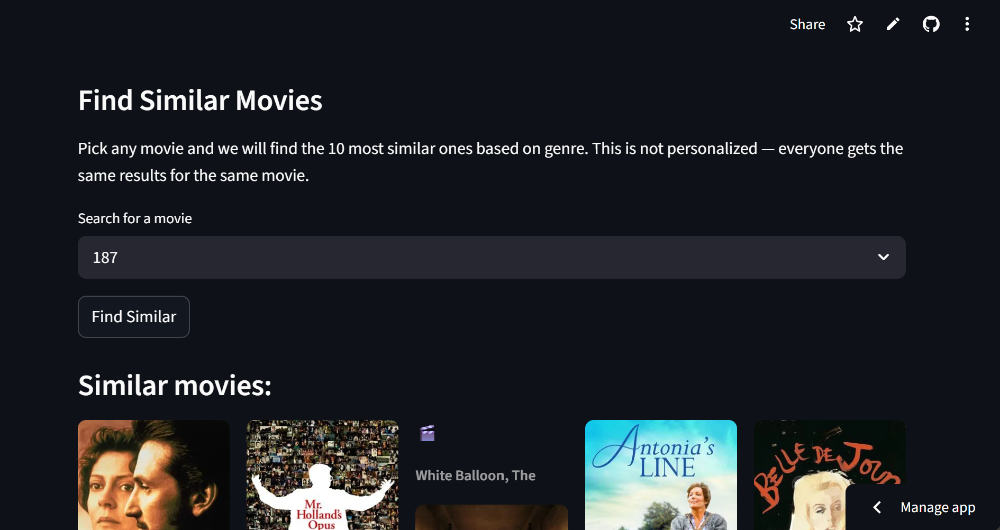 Share
Find Similar Movies
Pick any movie and we will find the 10 most similar ones based on genre. This is not personalized — everyone gets the
same results for the same movie.
Search for a movie
187
Find Similar
Similar movies:
Mr.
Holland's
Opus
White Balloon, The
Antonia's
LINE
BELLE DE JOUR
Manage app